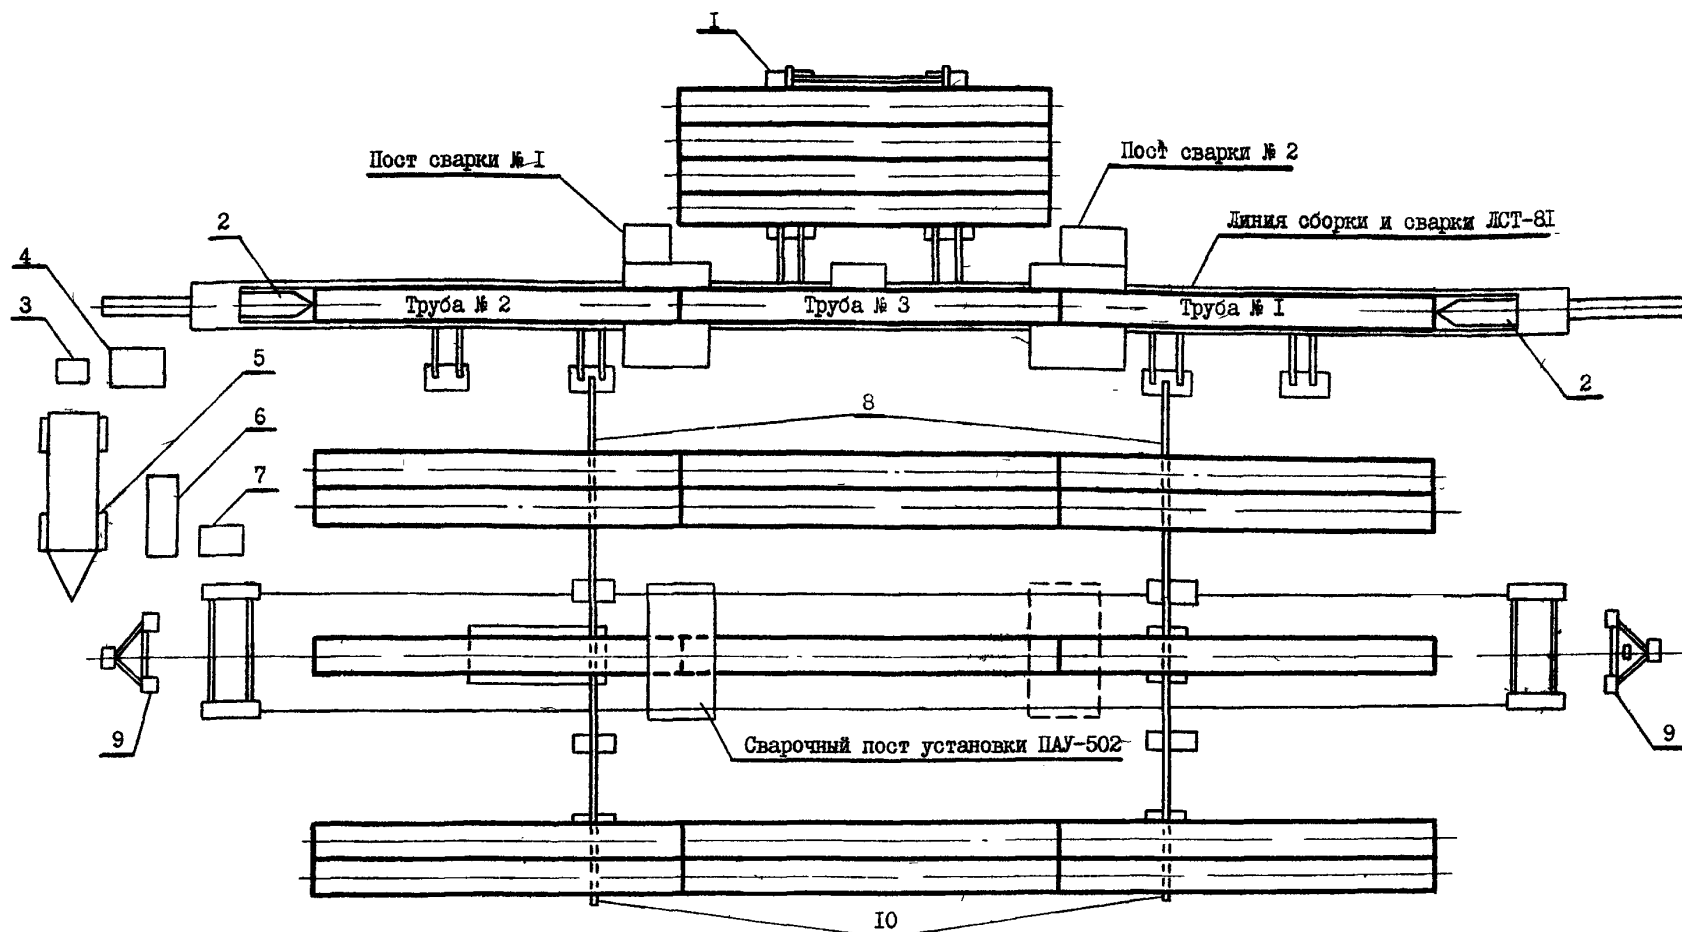 I
Пост сварки № I
Пост сварки № 2
Линия сборки и сварки ЛСТ-8I
2
4
3
Труба № 2
Труба № 3
Труба № I
5
2
8
6
7
9
Сварочный пост установки ПАУ-502
9
IO